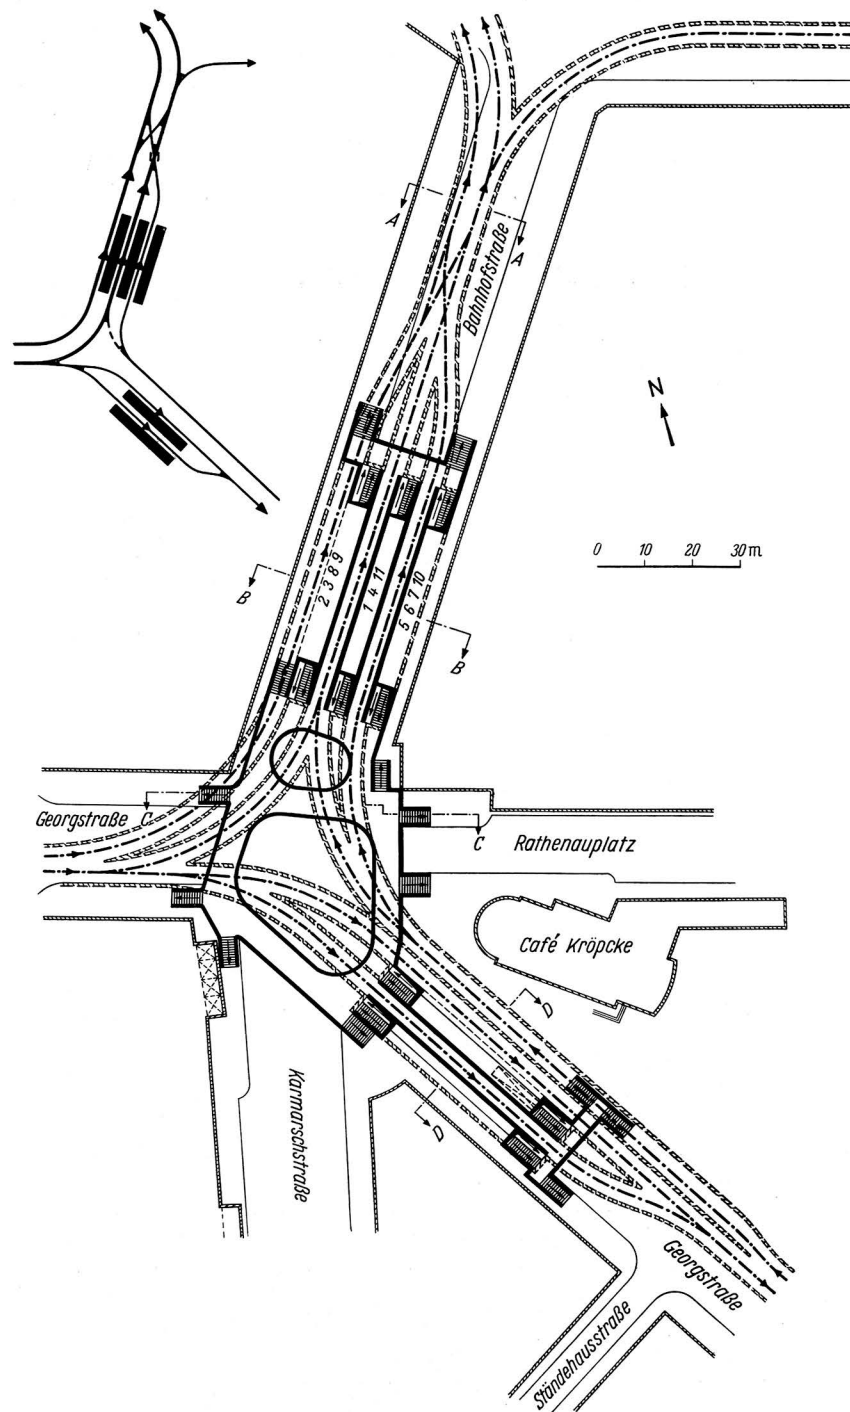 A
A
Bahnhofstraße
N
0 10 20 30m
2 3 8 9
1 4 11
5 6 7 10
B
B
Georgstraße
C
C
Rathenauplatz
Café Kröpcke
D
D
Karmarschstraße
Georgstraße
Ständehausstraße